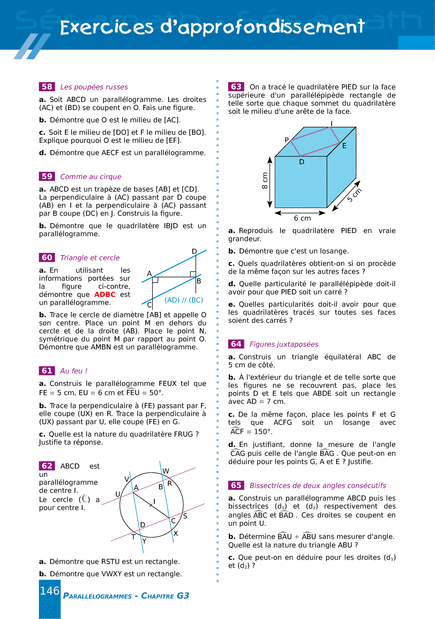 Exercices d'approfondissement
58 Les poupées russes
a. Soit ABCD un parallélogramme. Les droites
(AC) et (BD) se coupent en O. Fais une figure.
b. Démontre que O est le milieu de [AC].
c. Soit E le milieu de [DO] et F le milieu de [BO].
Explique pourquoi O est le milieu de [EF].
d. Démontre que AECF est un parallélogramme.
59 Comme au cirque
a. ABCD est un trapèze de bases [AB] et [CD].
La perpendiculaire à (AC) passant par D coupe
(AB) en I et la perpendiculaire à (AC) passant
par B coupe (DC) en J. Construis la figure.
b. Démontre que le quadrilatère IBJD est un
parallélogramme.
60 Triangle et cercle
a. En utilisant les
informations portées sur
la figure ci-contre,
démontre que ADBC est
un parallélogramme.
D
A
B
C
(AD) // (BC)
b. Trace le cercle de diamètre [AB] et appelle O
son centre. Place un point M en dehors du
cercle et de la droite (AB). Place le point N,
symétrique du point M par rapport au point O.
Démontre que AMBN est un parallélogramme.
61 Au feu !
a. Construis le parallélogramme FEUX tel que
FE = 5 cm, EU = 6 cm et FEU = 50°.
b. Trace la perpendiculaire à (FE) passant par F,
elle coupe (UX) en R. Trace la perpendiculaire à
(UX) passant par U, elle coupe (FE) en G.
c. Quelle est la nature du quadrilatère FRUG ?
Justifie ta réponse.
62 ABCD est
un
parallélogramme
de centre I.
Le cercle (C) a
pour centre I.
W
V
A
B
R
U
I
S
C
D
T
Y
X
a. Démontre que RSTU est un rectangle.
b. Démontre que VWXY est un rectangle.
63 On a tracé le quadrilatère PIED sur la face
supérieure d'un parallélépipède rectangle de
telle sorte que chaque sommet du quadrilatère
soit le milieu d'une arête de la face.
I
P
E
D
8 cm
5 cm
6 cm
a. Reproduis le quadrilatère PIED en vraie
grandeur.
b. Démontre que c'est un losange.
c. Quels quadrilatères obtient-on si on procède
de la même façon sur les autres faces ?
d. Quelle particularité le parallélépipède doit-il
avoir pour que PIED soit un carré ?
e. Quelles particularités doit-il avoir pour que
les quadrilatères tracés sur toutes ses faces
soient des carrés ?
64 Figures juxtaposées
a. Construis un triangle équilatéral ABC de
5 cm de côté.
b. À l'extérieur du triangle et de telle sorte que
les figures ne se recouvrent pas, place les
points D et E tels que ABDE soit un rectangle
avec AD = 7 cm.
c. De la même façon, place les points F et G
tels que ACFG soit un losange avec
ACF = 150°.
d. En justifiant, donne la mesure de l'angle
CAG puis celle de l'angle BAG . Que peut-on en
déduire pour les points G, A et E ? Justifie.
65 Bissectrices de deux angles consécutifs
a. Construis un parallélogramme ABCD puis les
bissectrices (d₁) et (d₂) respectivement des
angles ABC et BAD . Ces droites se coupent en
un point U.
b. Détermine BAU + ABU sans mesurer d'angle.
Quelle est la nature du triangle ABU ?
c. Que peut-on en déduire pour les droites (d₁)
et (d₂) ?
146 PARALLÉLOGRAMMES - CHAPITRE G3